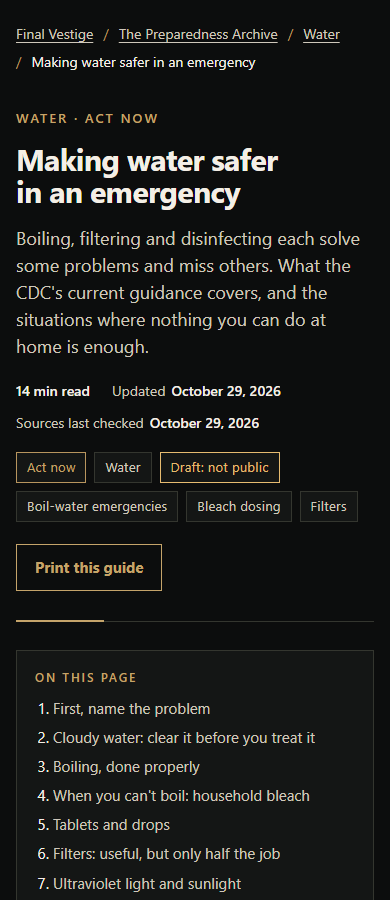 Final Vestige / The Preparedness Archive / Water
/ Making water safer in an emergency
WATER · ACT NOW
Making water safer
in an emergency
Boiling, filtering and disinfecting each solve
some problems and miss others. What the
CDC's current guidance covers, and the
situations where nothing you can do at
home is enough.
14 min read Updated October 29, 2026
Sources last checked October 29, 2026
Act now Water Draft: not public
Boil-water emergencies Bleach dosing Filters
Print this guide
ON THIS PAGE
1. First, name the problem
2. Cloudy water: clear it before you treat it
3. Boiling, done properly
4. When you can't boil: household bleach
5. Tablets and drops
6. Filters: useful, but only half the job
7. Ultraviolet light and sunlight